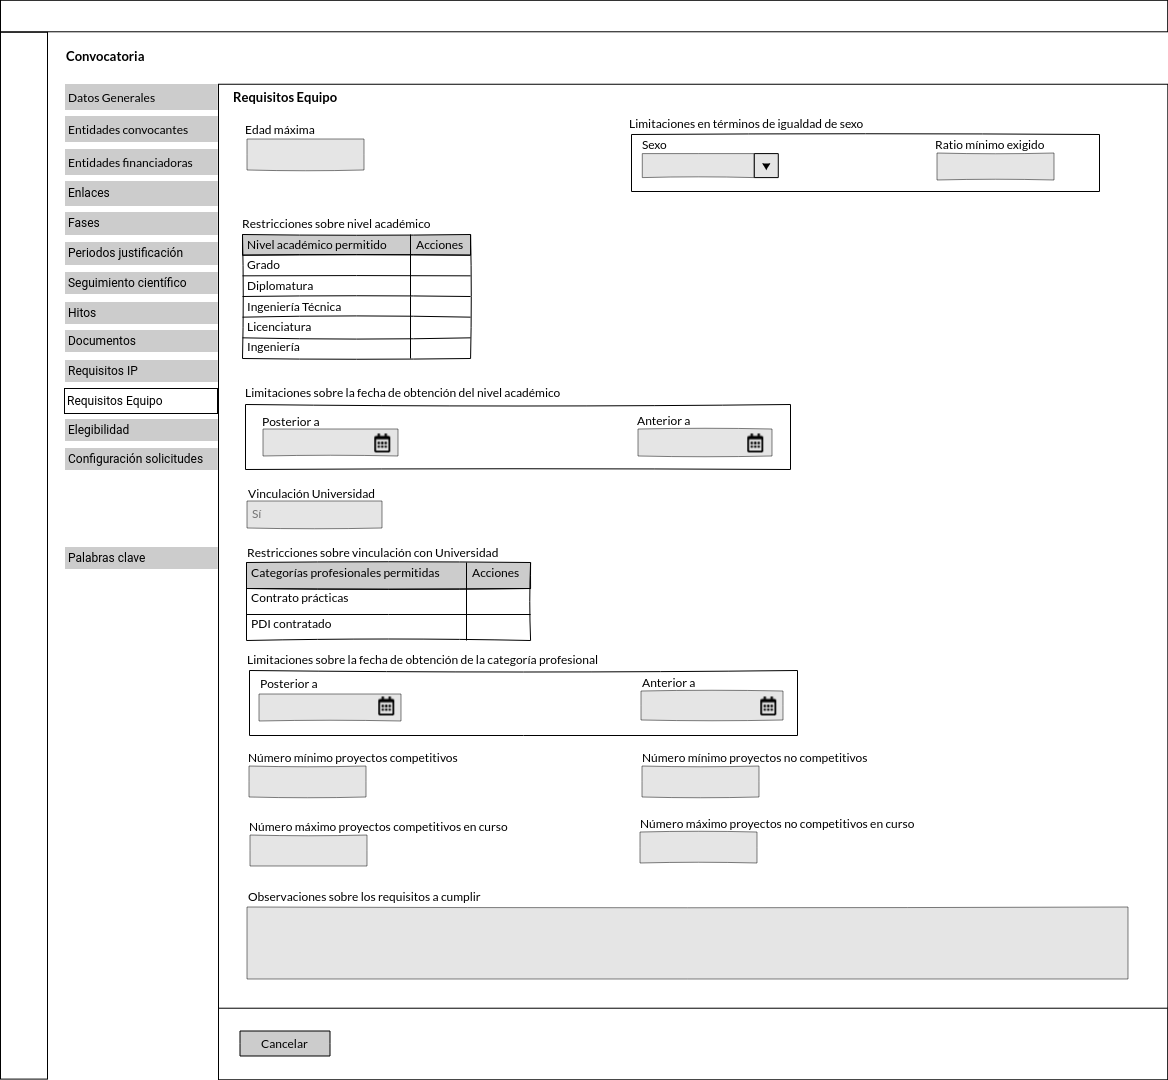 Convocatoria
Datos Generales
Entidades convocantes
Entidades financiadoras
Enlaces
Fases
Periodos justificación
Seguimiento científico
Hitos
Documentos
Requisitos IP
Requisitos Equipo
Elegibilidad
Configuración solicitudes
Palabras clave
Requisitos Equipo
Edad máxima
Limitaciones en términos de igualdad de sexo
Sexo
Ratio mínimo exigido
Restricciones sobre nivel académico
Nivel académico permitido Acciones
Grado
Diplomatura
Ingeniería Técnica
Licenciatura
Ingeniería
Limitaciones sobre la fecha de obtención del nivel académico
Posterior a
Anterior a
Vinculación Universidad
Sí
Restricciones sobre vinculación con Universidad
Categorías profesionales permitidas Acciones
Contrato prácticas
PDI contratado
Limitaciones sobre la fecha de obtención de la categoría profesional
Posterior a
Anterior a
Número mínimo proyectos competitivos
Número mínimo proyectos no competitivos
Número máximo proyectos competitivos en curso
Número máximo proyectos no competitivos en curso
Observaciones sobre los requisitos a cumplir
Cancelar